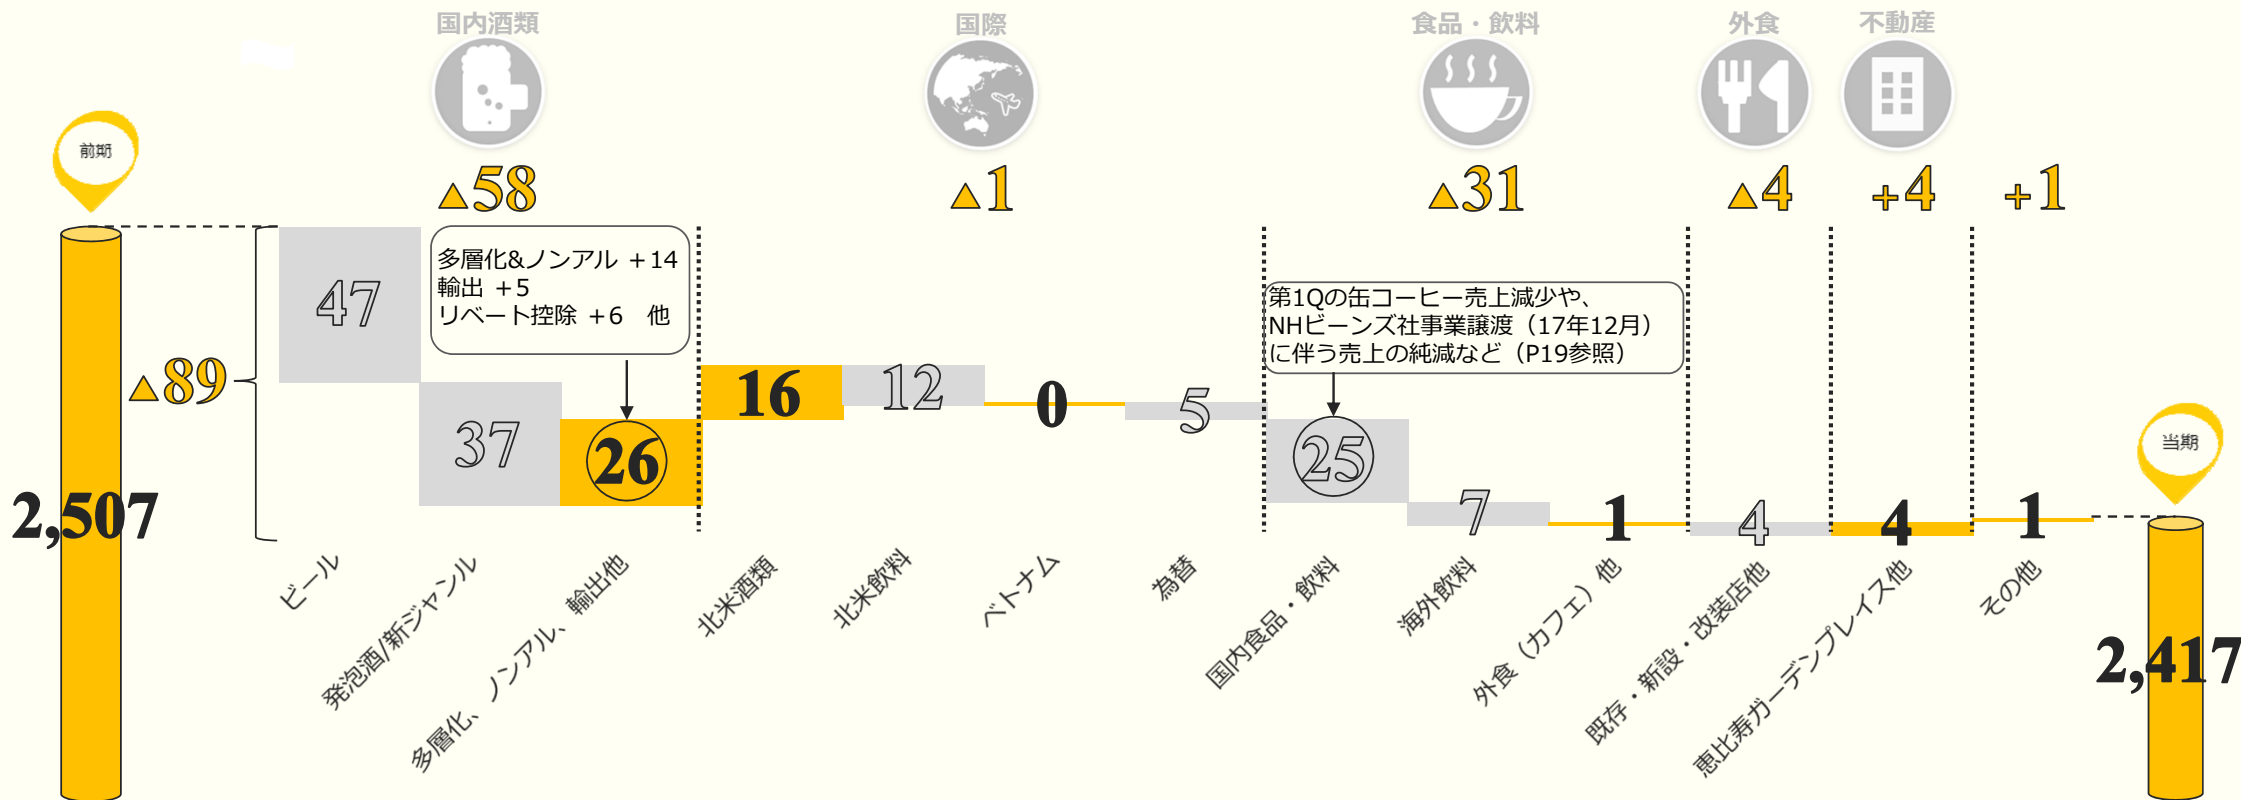 国内酒類
国際
食品・飲料
外食
不動産
前期
▲58
▲1
▲31
▲4
+4
+1
多層化&ノンアル +14
輸出 +5
リベート控除 +6 他
第1Qの缶コーヒー売上減少や、
NHビーンズ社事業譲渡（17年12月）
に伴う売上の純減など（P19参照）
▲89
47
37
26
16
12
0
5
25
7
1
4
4
1
当期
2,507
2,417
ビール
発泡酒/新ジャンル
多層化、ノンアル、輸出他
北米酒類
北米飲料
ベトナム
為替
国内食品・飲料
海外飲料
外食（カフェ）他
既存・新設・改装店他
恵比寿ガーデンプレイス他
その他